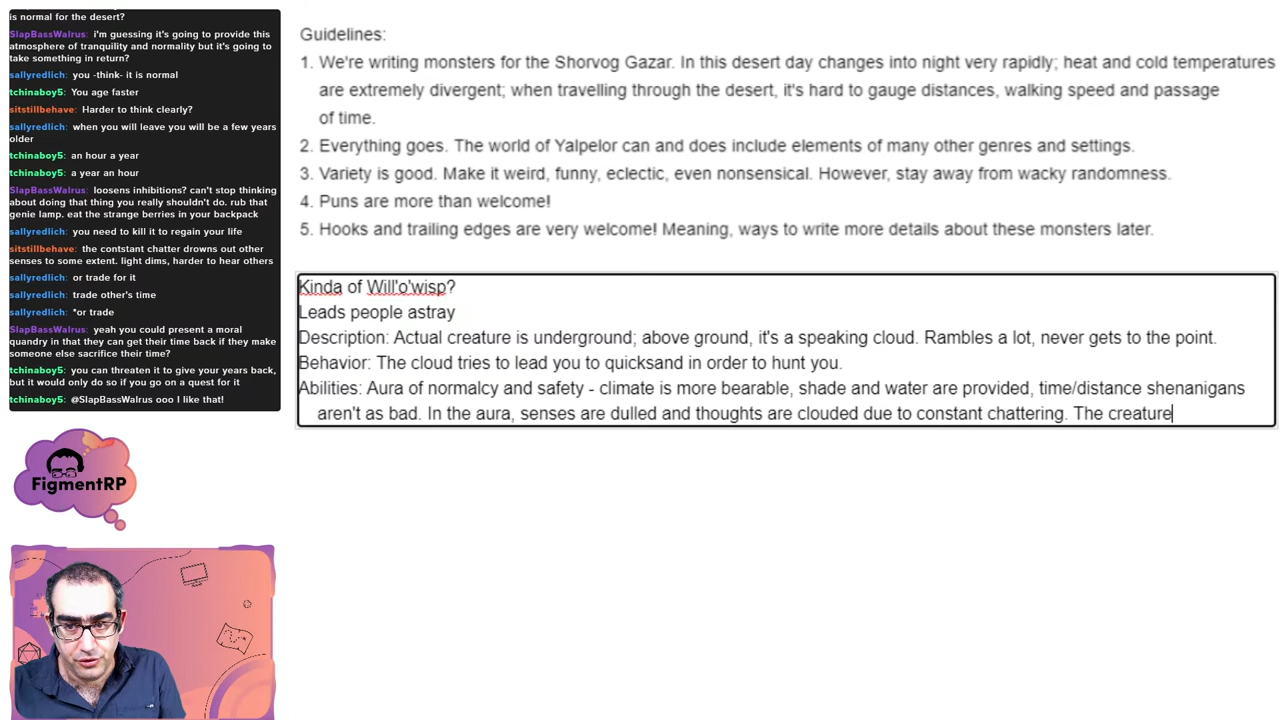 is normal for the desert?
SlapBassWalrus: i'm guessing it's going to provide this
atmosphere of tranquility and normality but it's going to
take something in return?
sallyredlich: you -think- it is normal
tchinaboy5: You age faster
sitstillbehave: Harder to think clearly?
sallyredlich: when you will leave you will be a few years
older
tchinaboy5: an hour a year
tchinaboy5: a year an hour
SlapBassWalrus: loosens inhibitions? can't stop thinking
about doing that thing you really shouldn't do. rub that
genie lamp. eat the strange berries in your backpack
sallyredlich: you need to kill it to regain your life
sitstillbehave: the contstant chatter drowns out other
senses to some extent. light dims, harder to hear others
sallyredlich: or trade for it
sallyredlich: trade other's time
sallyredlich: *or trade
SlapBassWalrus: yeah you could present a moral
quandry in that they can get their time back if they make
someone else sacrifice their time?
tchinaboy5: you can threaten it to give your years back,
but it would only do so if you go on a quest for it
tchinaboy5: @SlapBassWalrus ooo I like that!
FigmentRP
Guidelines:
1. We're writing monsters for the Shorvog Gazar. In this desert day changes into night very rapidly; heat and cold temperatures
are extremely divergent; when travelling through the desert, it's hard to gauge distances, walking speed and passage
of time.
2. Everything goes. The world of Yalpelor can and does include elements of many other genres and settings.
3. Variety is good. Make it weird, funny, eclectic, even nonsensical. However, stay away from wacky randomness.
4. Puns are more than welcome!
5. Hooks and trailing edges are very welcome! Meaning, ways to write more details about these monsters later.
Kinda of Will'o'wisp?
Leads people astray
Description: Actual creature is underground; above ground, it's a speaking cloud. Rambles a lot, never gets to the point.
Behavior: The cloud tries to lead you to quicksand in order to hunt you.
Abilities: Aura of normalcy and safety - climate is more bearable, shade and water are provided, time/distance shenanigans
aren't as bad. In the aura, senses are dulled and thoughts are clouded due to constant chattering. The creature